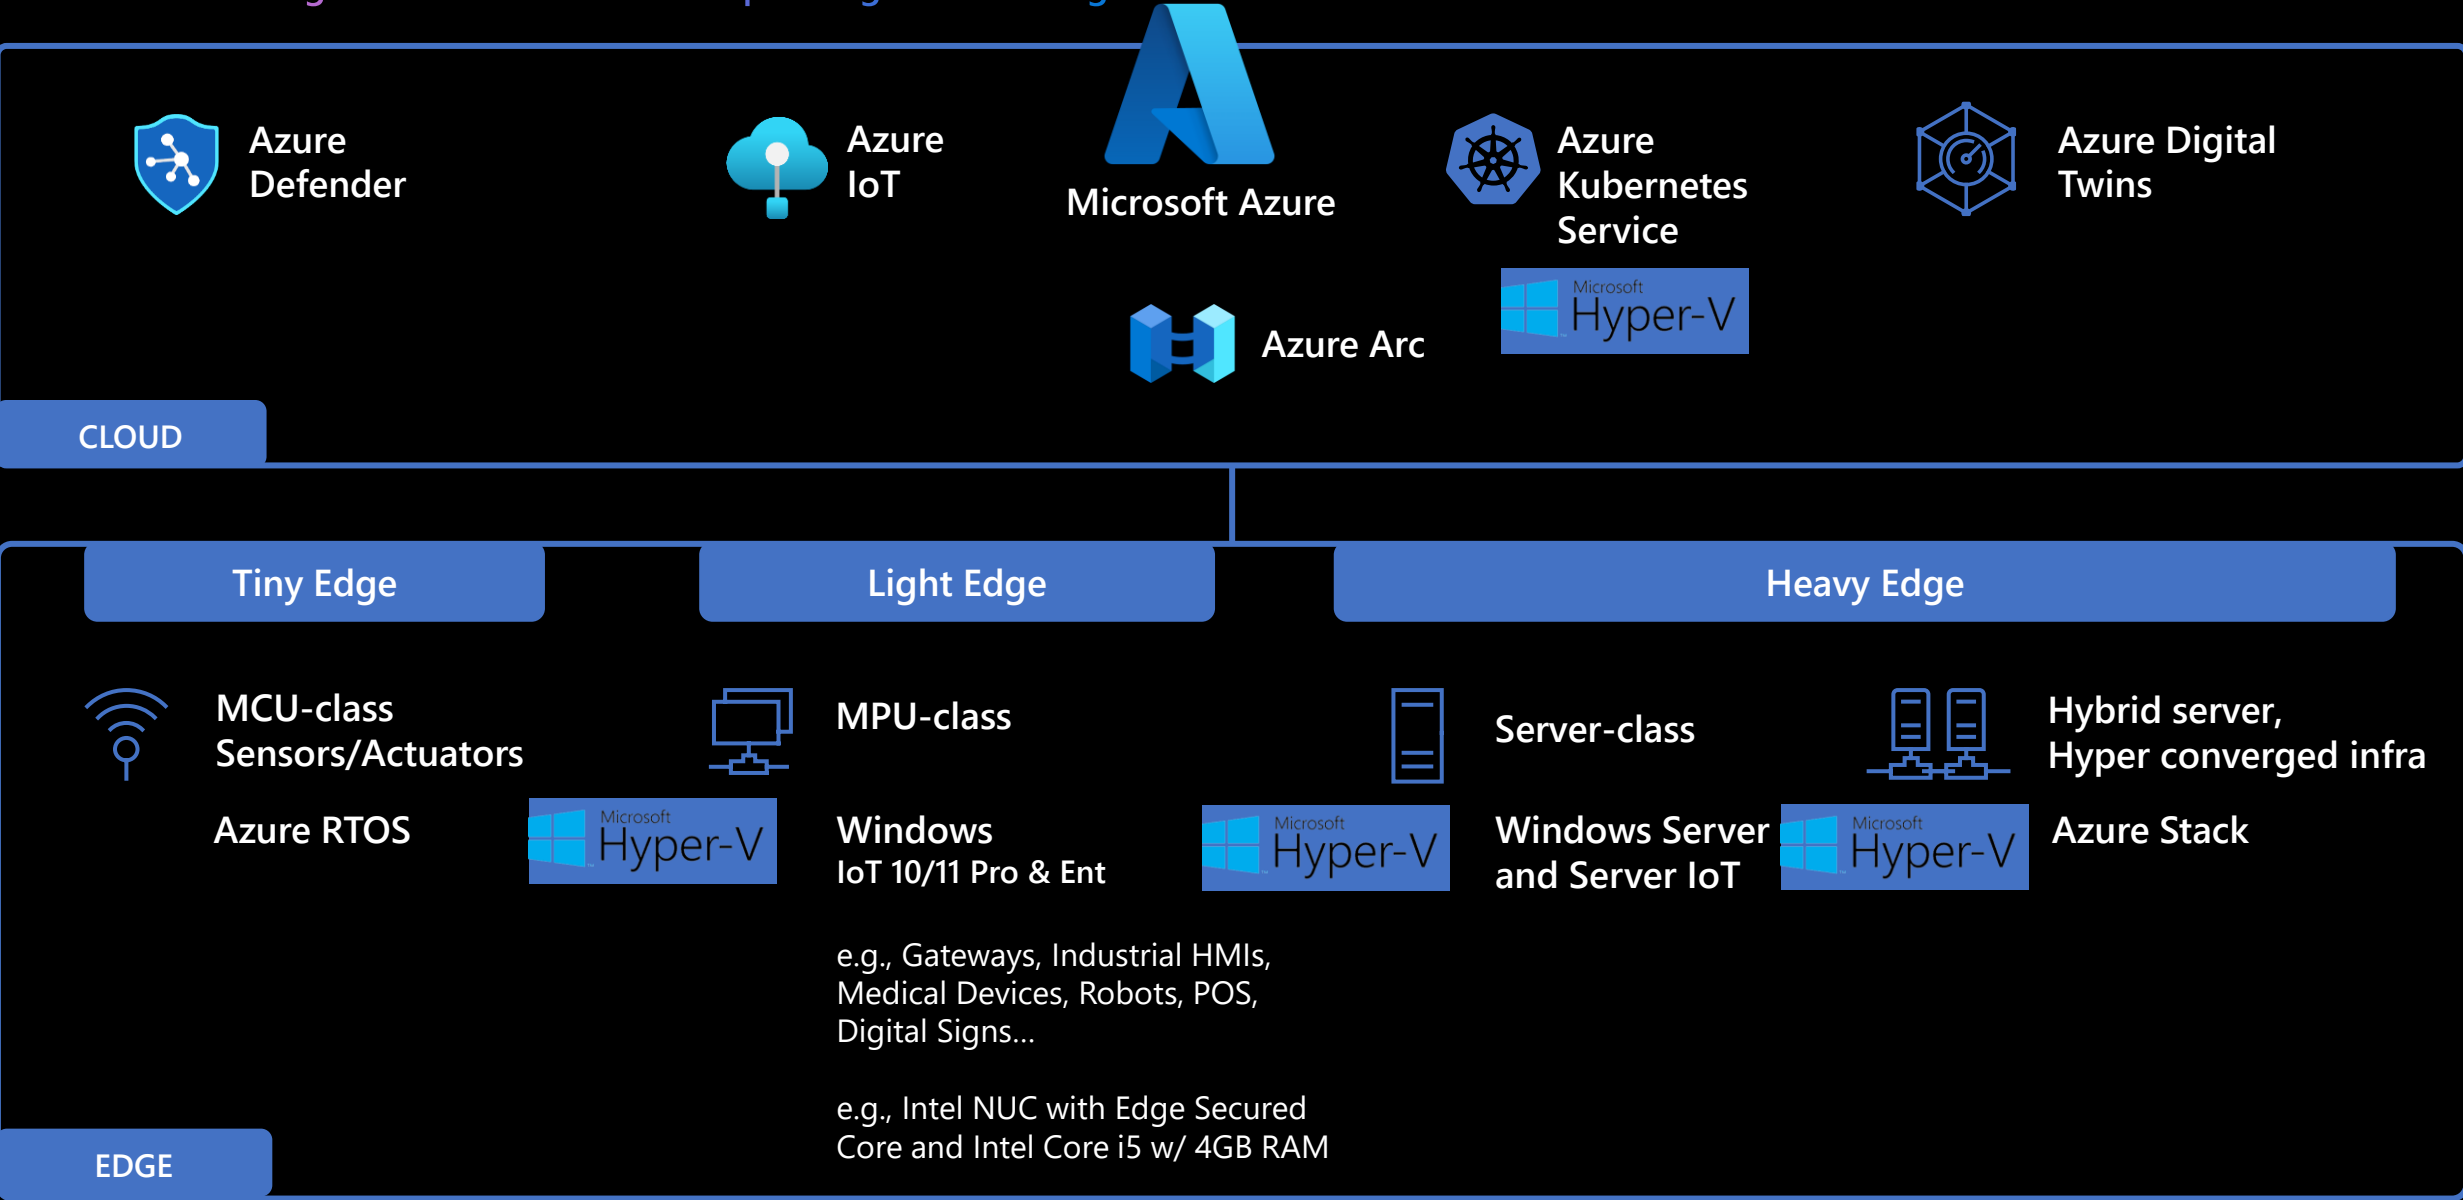 Microsoft Azure
Azure
Defender
Azure
IoT
Azure
Kubernetes
Service
Azure Digital
Twins
Microsoft
Hyper-V
Azure Arc
CLOUD
Tiny Edge
Light Edge
Heavy Edge
MCU-class
Sensors/Actuators
MPU-class
Server-class
Hybrid server,
Hyper converged infra
Azure RTOS
Microsoft
Hyper-V
Windows
IoT 10/11 Pro & Ent
Microsoft
Hyper-V
Windows Server
and Server IoT
Microsoft
Hyper-V
Azure Stack
e.g., Gateways, Industrial HMIs,
Medical Devices, Robots, POS,
Digital Signs...
e.g., Intel NUC with Edge Secured
Core and Intel Core i5 w/ 4GB RAM
EDGE